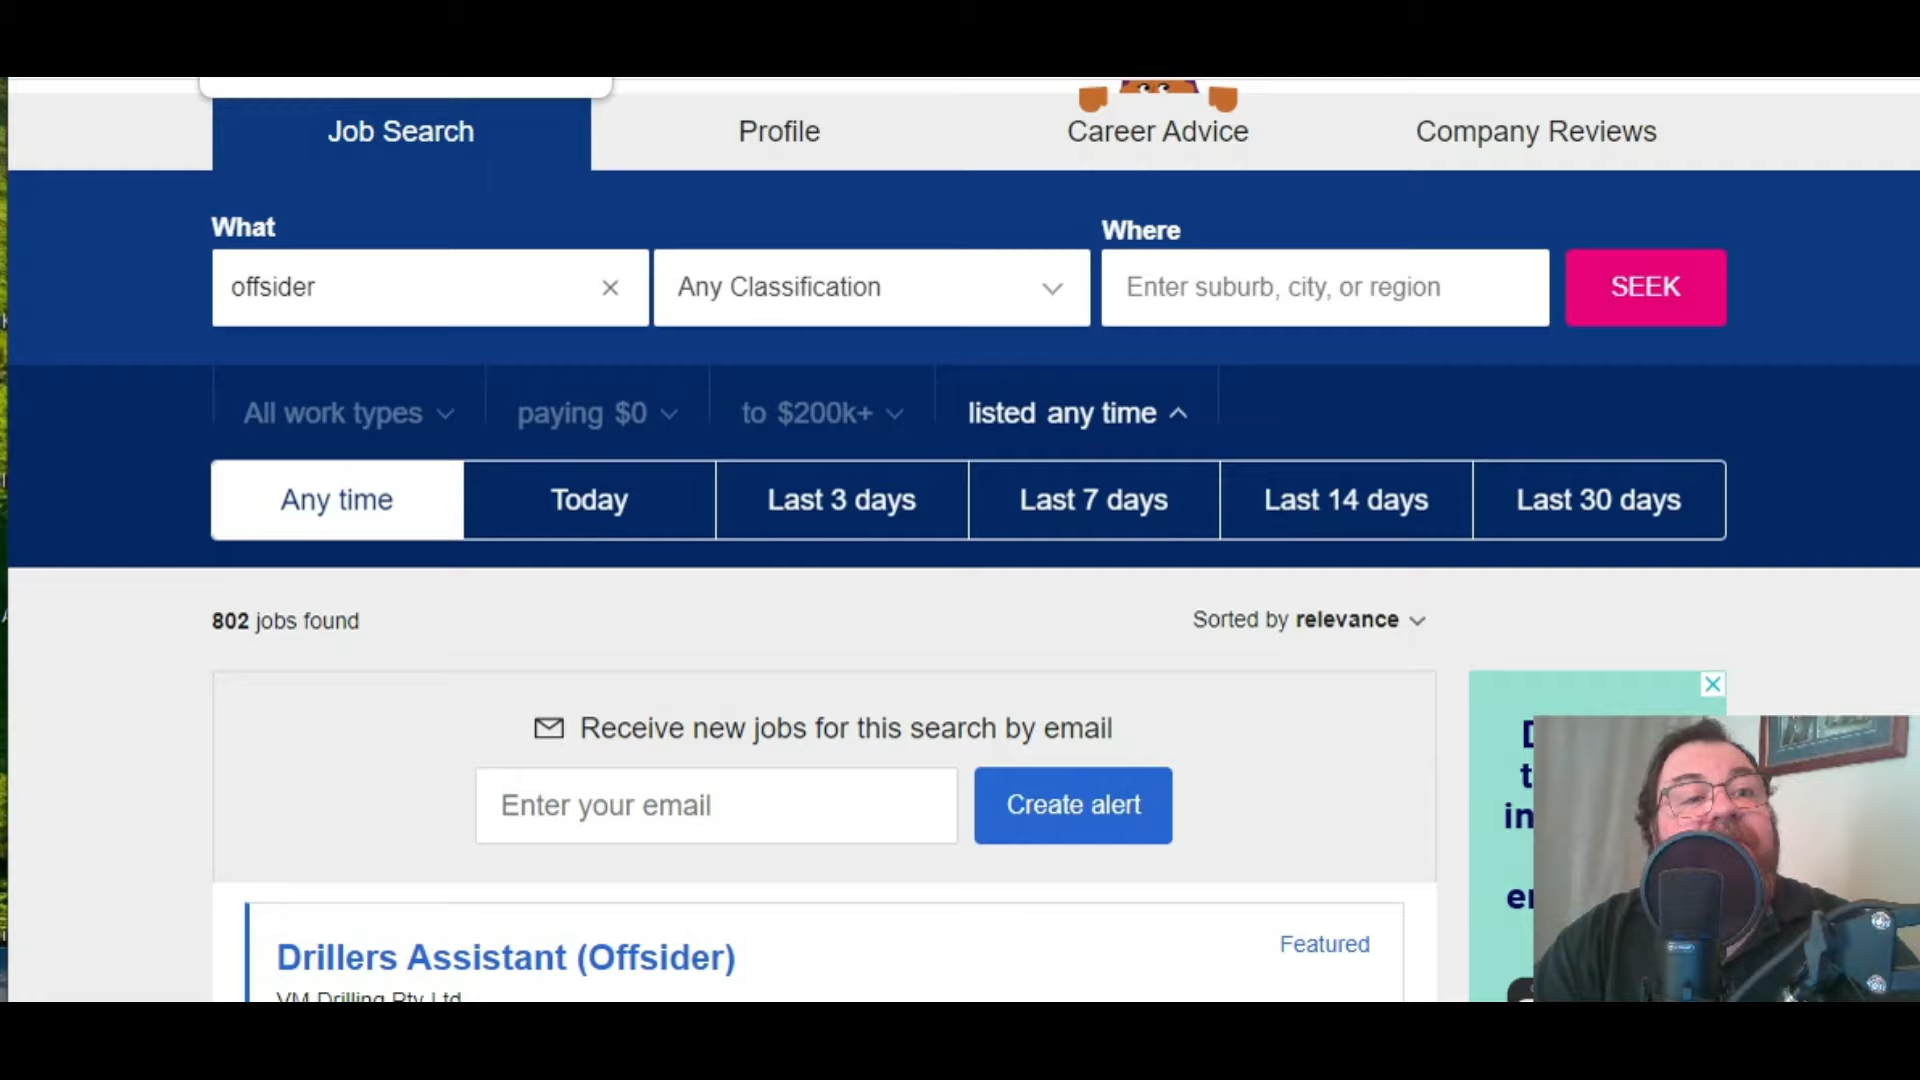 Job Search
Profile
Career Advice
Company Reviews
What
Where
offsider
Any Classification
Enter suburb, city, or region
SEEK
All work types
paying $0
to $200k+
listed any time
Any time
Today
Last 3 days
Last 7 days
Last 14 days
Last 30 days
802 jobs found
Sorted by relevance
Receive new jobs for this search by email
Enter your email
Create alert
Drillers Assistant (Offsider)
Featured
VM Drilling Pty Ltd